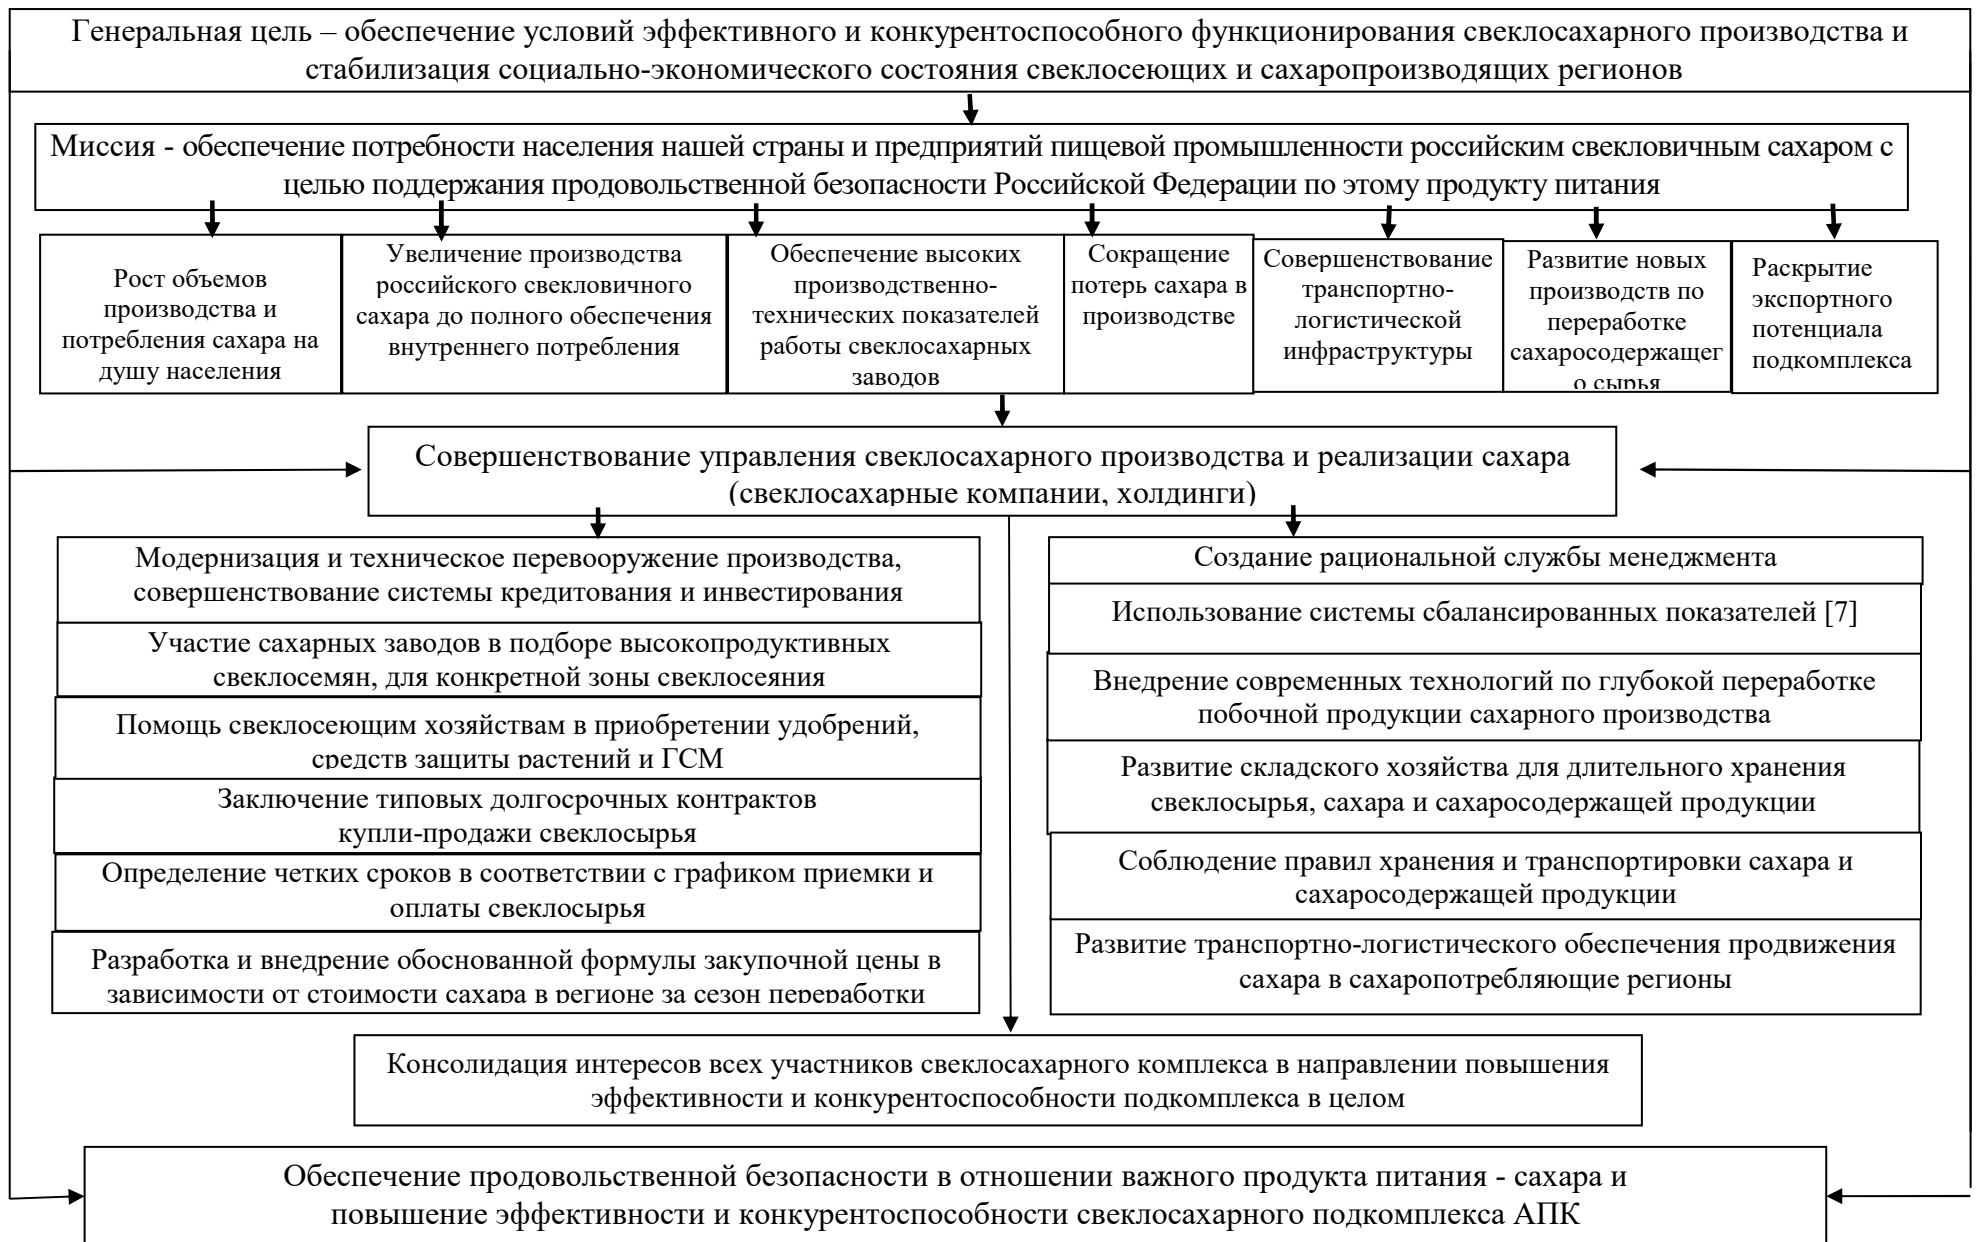 Генеральная цель – обеспечение условий эффективного и конкурентоспособного функционирования свеклосахарного производства и
стабилизация социально-экономического состояния свеклосеющих и сахаропроизводящих регионов
Миссия - обеспечение потребности населения нашей страны и предприятий пищевой промышленности российским свекловичным сахаром с
целью поддержания продовольственной безопасности Российской Федерации по этому продукту питания
Рост объемов
производства и
потребления сахара на
душу населения
Увеличение производства
российского свекловичного
сахара до полного обеспечения
внутреннего потребления
Обеспечение высоких
производственно-
технических показателей
работы свеклосахарных
заводов
Сокращение
потерь сахара в
производстве
Совершенствование
транспортно-
логистической
инфраструктуры
Развитие новых
производств по
переработке
сахаросодержащег
о сырья
Раскрытие
экспортного
потенциала
подкомплекса
Совершенствование управления свеклосахарного производства и реализации сахара
(свеклосахарные компании, холдинги)
Модернизация и техническое перевооружение производства,
совершенствование системы кредитования и инвестирования
Участие сахарных заводов в подборе высокопродуктивных
свеклосемян, для конкретной зоны свеклосеяния
Помощь свеклосеющим хозяйствам в приобретении удобрений,
средств защиты растений и ГСМ
Заключение типовых долгосрочных контрактов
купли-продажи свеклосырья
Определение четких сроков в соответствии с графиком приемки и
оплаты свеклосырья
Разработка и внедрение обоснованной формулы закупочной цены в
зависимости от стоимости сахара в регионе за сезон переработки
Создание рациональной службы менеджмента
Использование системы сбалансированных показателей [7]
Внедрение современных технологий по глубокой переработке
побочной продукции сахарного производства
Развитие складского хозяйства для длительного хранения
свеклосырья, сахара и сахаросодержащей продукции
Соблюдение правил хранения и транспортировки сахара и
сахаросодержащей продукции
Развитие транспортно-логистического обеспечения продвижения
сахара в сахаропотребляющие регионы
Консолидация интересов всех участников свеклосахарного комплекса в направлении повышения
эффективности и конкурентоспособности подкомплекса в целом
Обеспечение продовольственной безопасности в отношении важного продукта питания - сахара и
повышение эффективности и конкурентоспособности свеклосахарного подкомплекса АПК